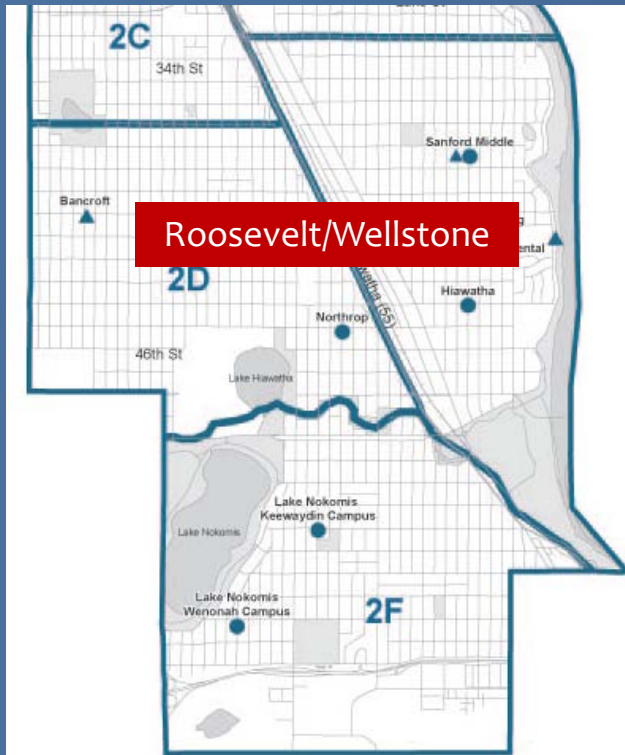 2C
34th St
Sanford Middle
Bancroft
Roosevelt/Wellstone
2D
(55)
Hiawatha
Northrop
46th St
Lake Hiawatha
Lake Nokomis
Keewaydin Campus
Lake Nokomis
Lake Nokomis
Wenonah Campus
2F